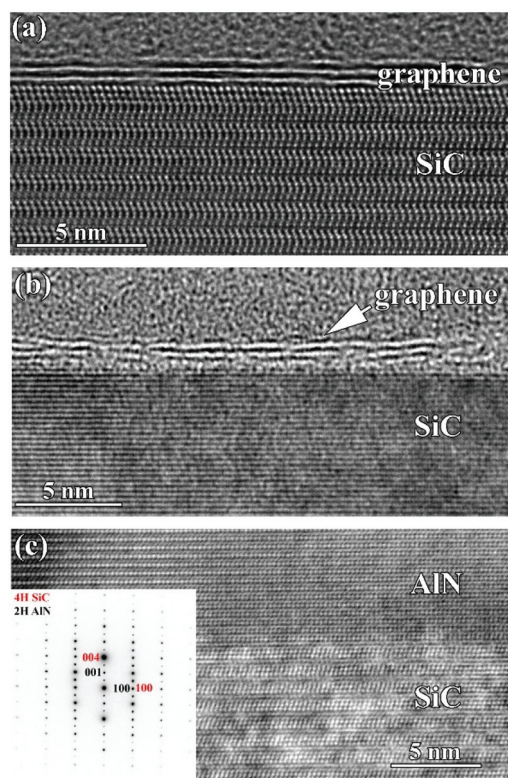 (a)
graphene
SiC
5 nm
(b)
graphene
SiC
5 nm
(c)
AlN
4H SiC
2H AlN
004
001
100 100
SiC
5 nm